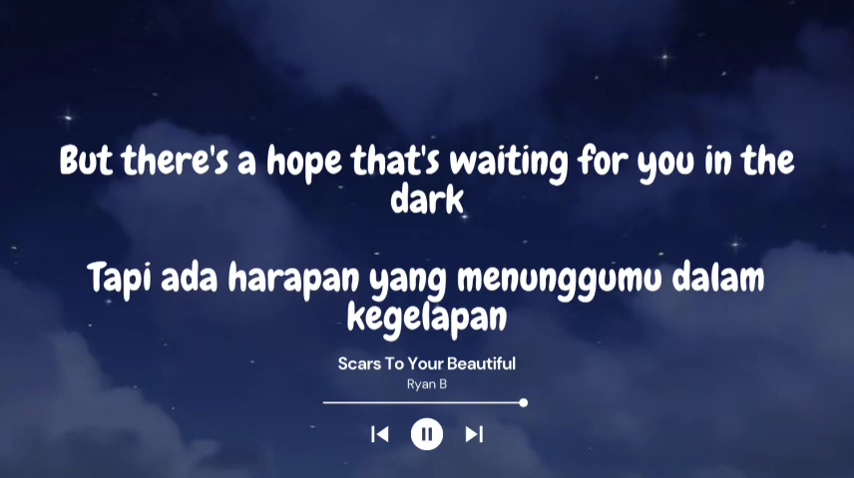 But there's a hope that's waiting for you in the
dark
Tapi ada harapan yang menunggumu dalam
kegelapan
Scars To Your Beautiful
Ryan B